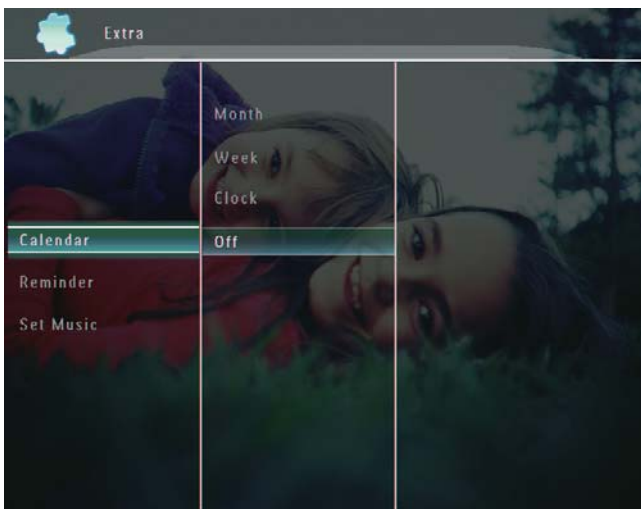 Extra
Month
Week
Clock
Calendar
Off
Reminder
Set Music